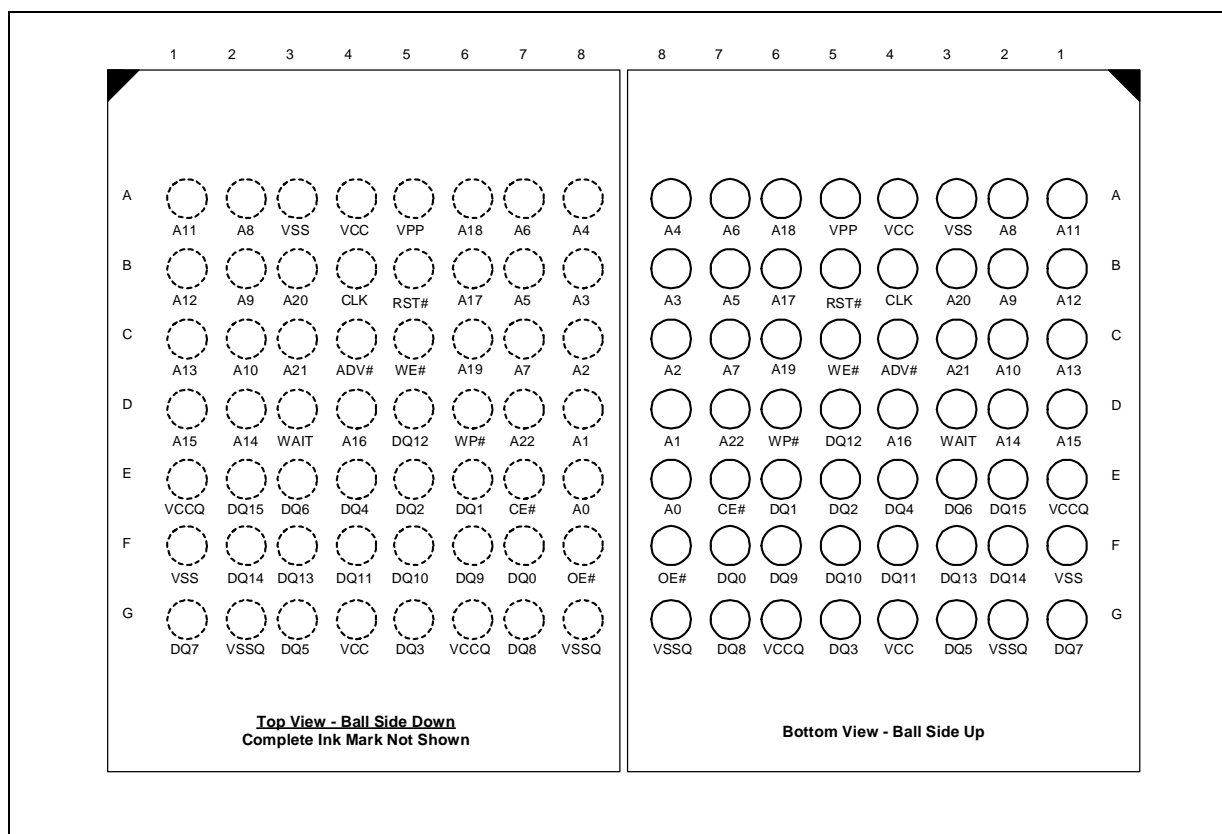 1 2 3 4 5 6 7 8 8 7 6 5 4 3 2 1
A A
A11 A8 VSS VCC VPP A18 A6 A4 A4 A6 A18 VPP VCC VSS A8 A11
B B
A12 A9 A20 CLK RST# A17 A5 A3 A3 A5 A17 RST# CLK A20 A9 A12
C C
A13 A10 A21 ADV# WE# A19 A7 A2 A2 A7 A19 WE# ADV# A21 A10 A13
D D
A15 A14 WAIT A16 DQ12 WP# A22 A1 A1 A22 WP# DQ12 A16 WAIT A14 A15
E E
VCCQ DQ15 DQ6 DQ4 DQ2 DQ1 CE# A0 A0 CE# DQ1 DQ2 DQ4 DQ6 DQ15 VCCQ
F F
VSS DQ14 DQ13 DQ11 DQ10 DQ9 DQ0 OE# OE# DQ0 DQ9 DQ10 DQ11 DQ13 DQ14 VSS
G G
DQ7 VSSQ DQ5 VCC DQ3 VCCQ DQ8 VSSQ VSSQ DQ8 VCCQ DQ3 VCC DQ5 VSSQ DQ7
Top View - Ball Side Down
Complete Ink Mark Not Shown
Bottom View - Ball Side Up